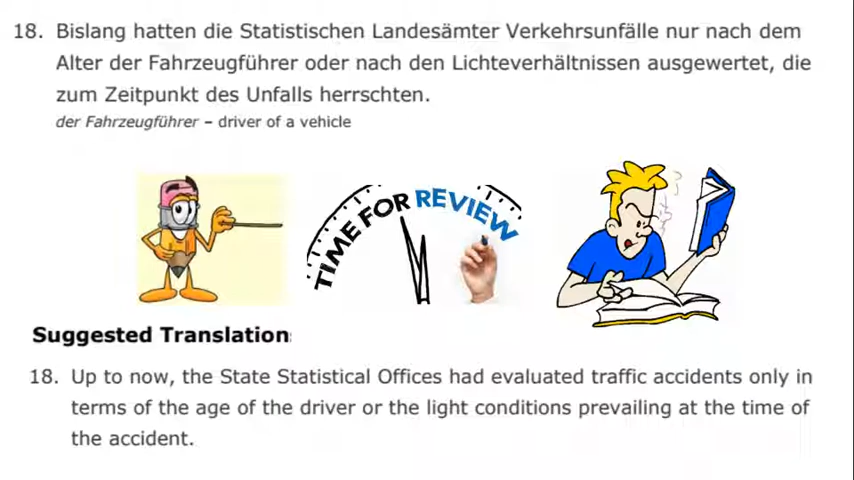 18. Bislang hatten die Statistischen Landesämter Verkehrsunfälle nur nach dem
Alter der Fahrzeugführer oder nach den Lichteverhältnissen ausgewertet, die
zum Zeitpunkt des Unfalls herrschten.
der Fahrzeugführer – driver of a vehicle
TIME FOR REVIEW
Suggested Translation:
18. Up to now, the State Statistical Offices had evaluated traffic accidents only in
terms of the age of the driver or the light conditions prevailing at the time of
the accident.